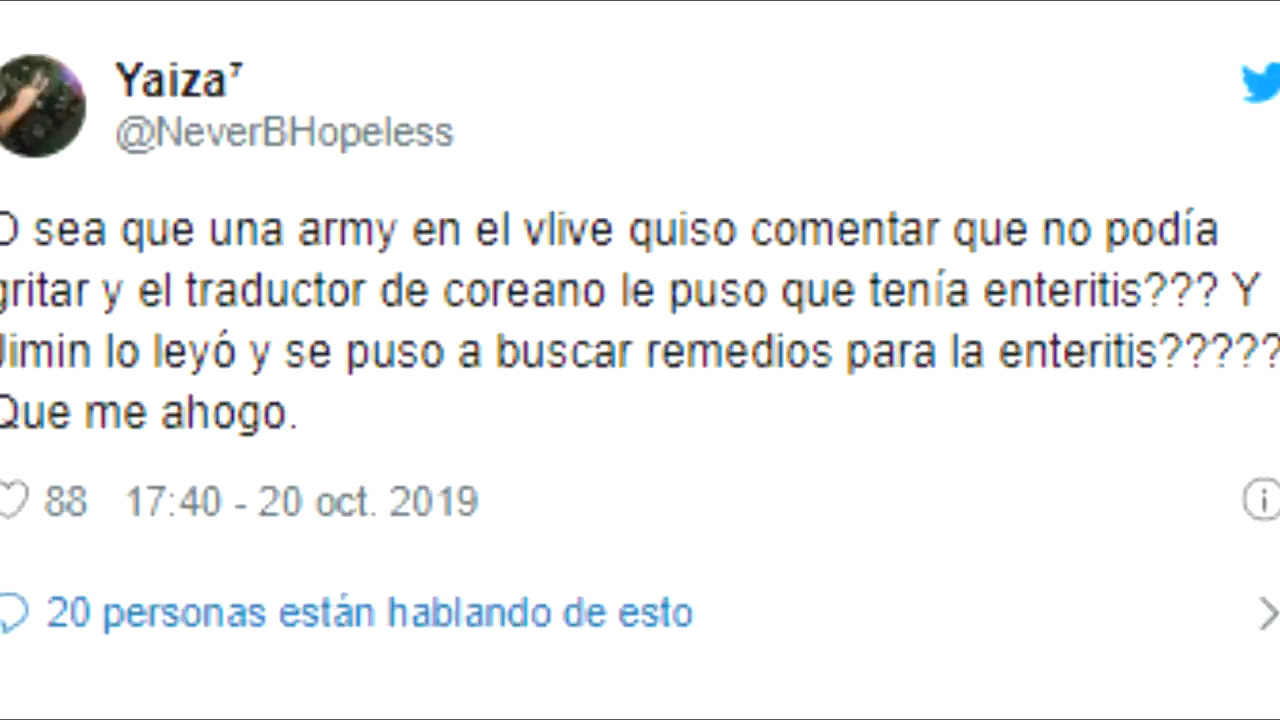 Yaiza⁷
@NeverBHopeless
O sea que una army en el vlive quiso comentar que no podía
gritar y el traductor de coreano le puso que tenía enteritis??? Y
Jimin lo leyó y se puso a buscar remedios para la enteritis?????
Que me ahogo.
88 17:40 - 20 oct. 2019
20 personas están hablando de esto